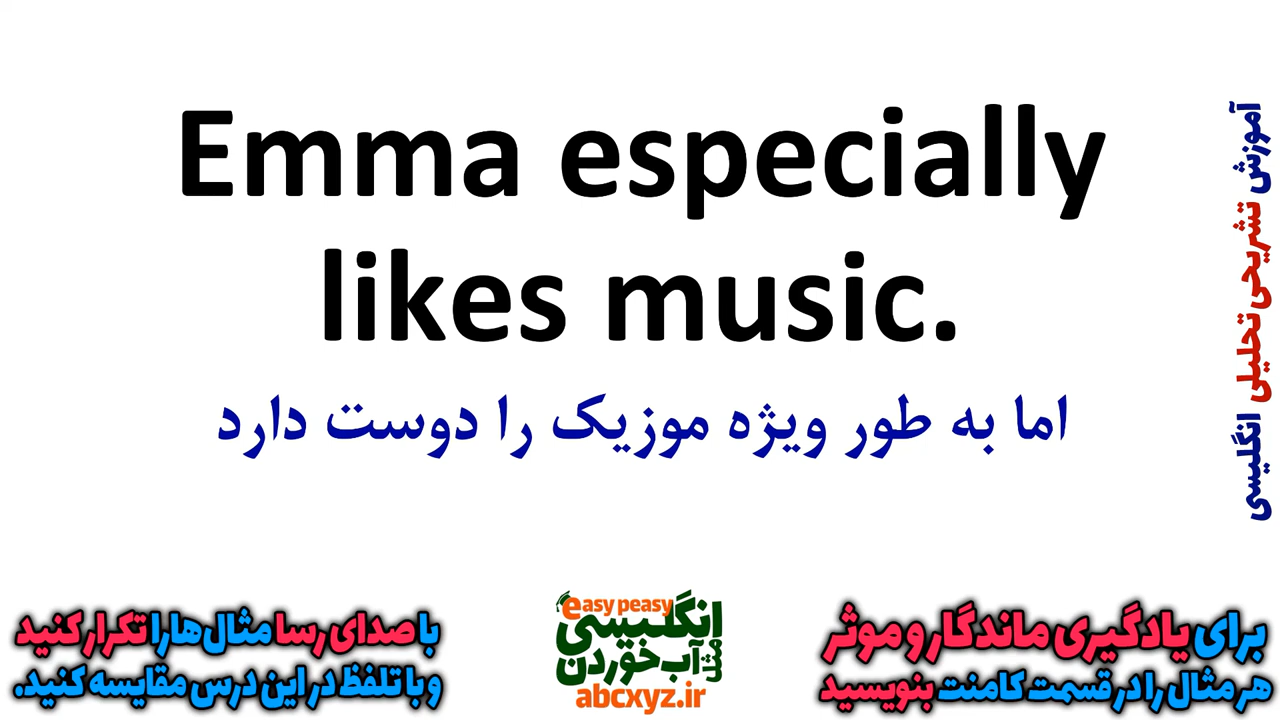 Emma especially
likes music.
اما به طور ویژه موزیک را دوست دارد
آموزش تشریحی تحلیلی انگلیسی
برای یادگیری ماندگار و موثر
هر مثال را در قسمت کامنت بنویسید
easy peasy
انگلیسی
مثل آب خوردن
abcxyz.ir
با صدای رسا مثال‌ها را تکرار کنید
و با تلفظ در این درس مقایسه کنید.